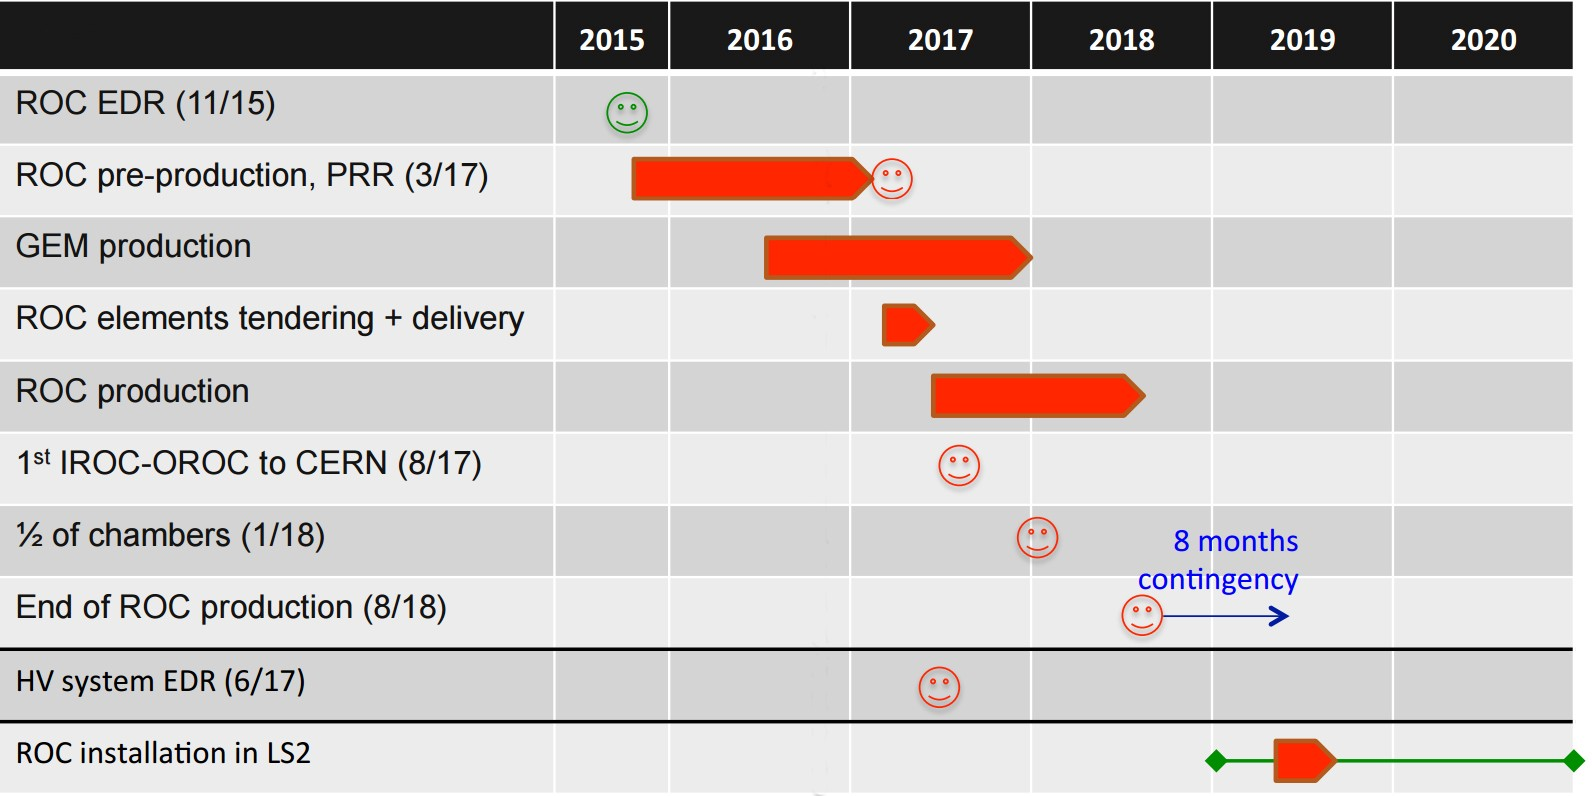 2015 2016 2017 2018 2019 2020
ROC EDR (11/15)
ROC pre-production, PRR (3/17)
GEM production
ROC elements tendering + delivery
ROC production
1st IROC-OROC to CERN (8/17)
½ of chambers (1/18)
8 months
contingency
End of ROC production (8/18)
HV system EDR (6/17)
ROC installation in LS2